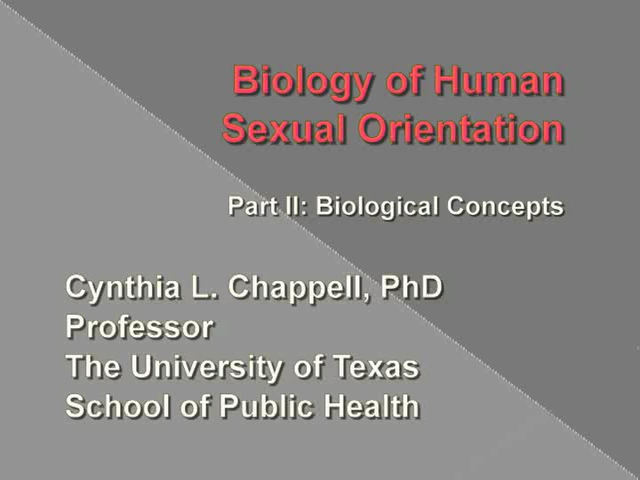 Biology of Human
Sexual Orientation
Part II: Biological Concepts
Cynthia L. Chappell, PhD
Professor
The University of Texas
School of Public Health